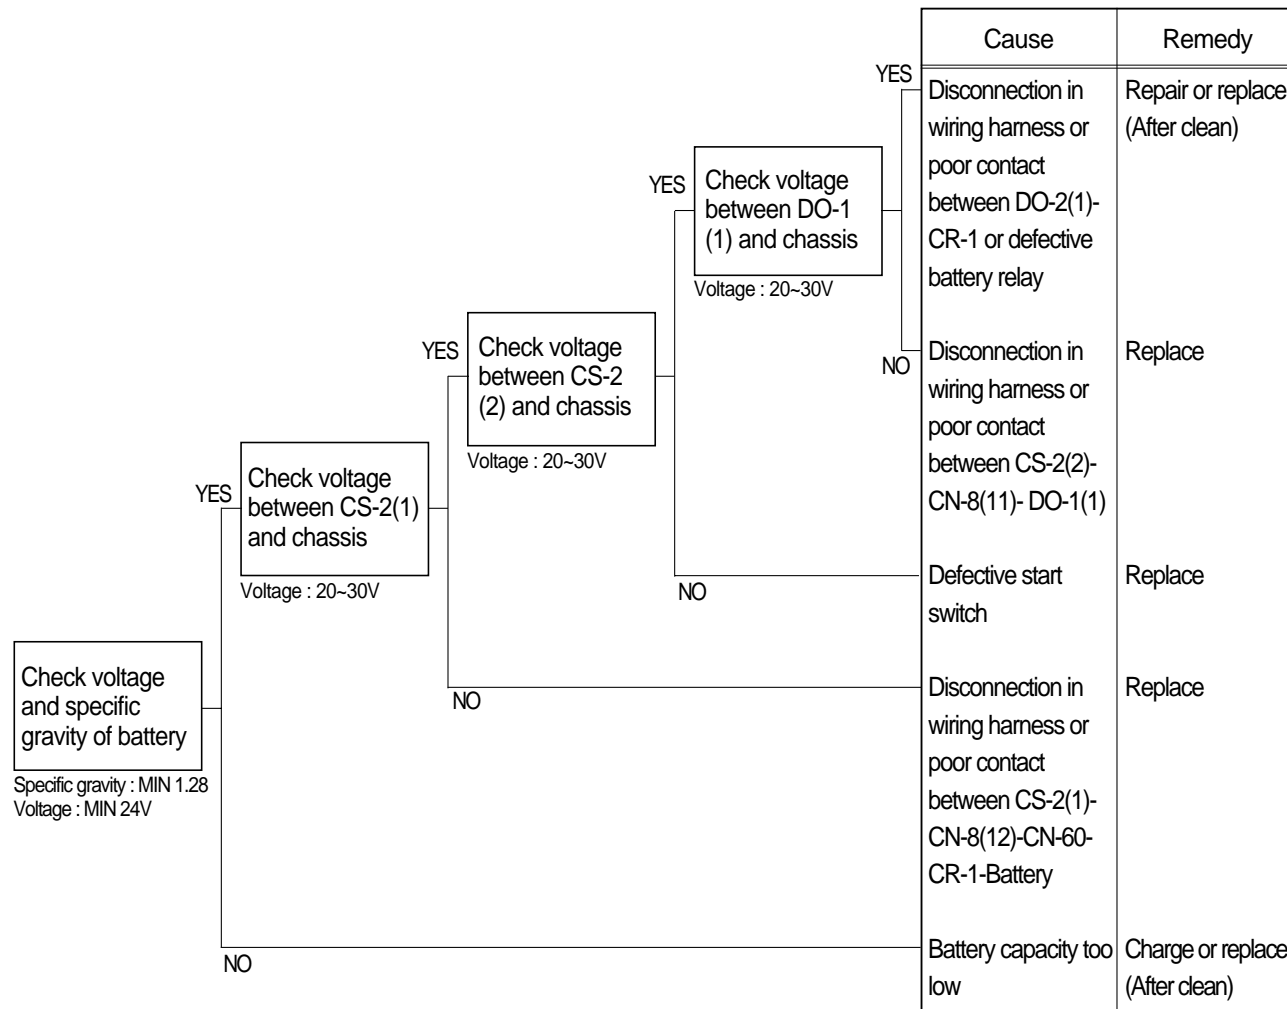 Cause
Remedy
YES
Disconnection in
wiring harness or
poor contact
between DO-2(1)-
CR-1 or defective
battery relay
Repair or replace
(After clean)
YES
Check voltage
between DO-1
(1) and chassis
Voltage : 20~30V
NO
Disconnection in
wiring harness or
poor contact
between CS-2(2)-
CN-8(11)- DO-1(1)
Replace
YES
Check voltage
between CS-2
(2) and chassis
Voltage : 20~30V
NO
Defective start
switch
Replace
YES
Check voltage
between CS-2(1)
and chassis
Voltage : 20~30V
NO
Disconnection in
wiring harness or
poor contact
between CS-2(1)-
CN-8(12)-CN-60-
CR-1-Battery
Replace
Check voltage
and specific
gravity of battery
Specific gravity : MIN 1.28
Voltage : MIN 24V
NO
Battery capacity too
low
Charge or replace
(After clean)